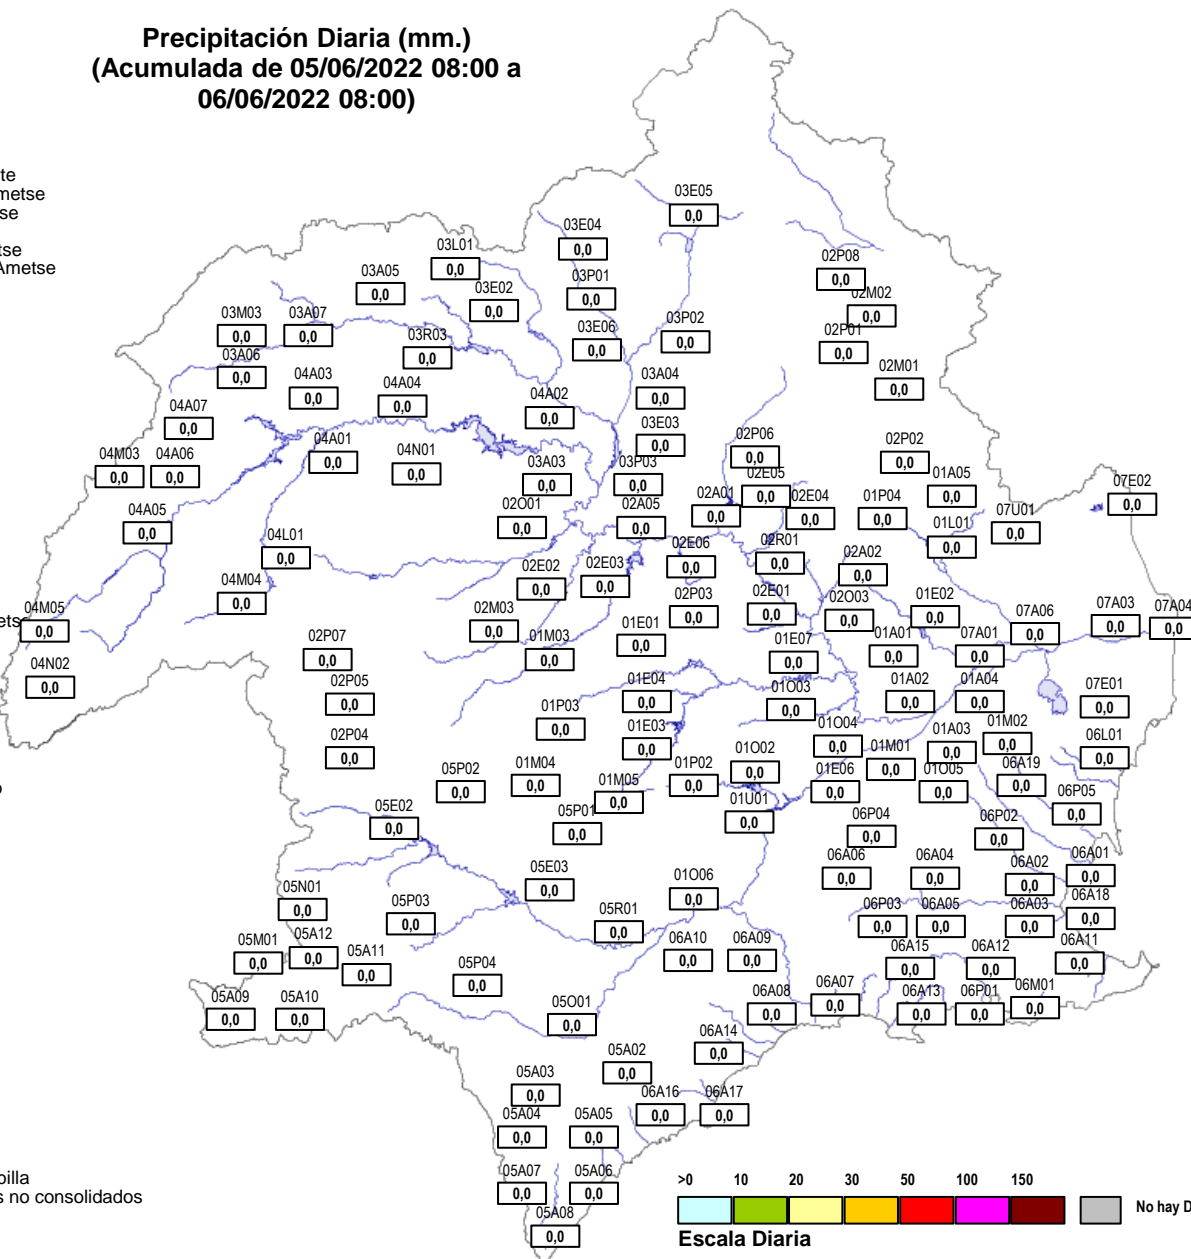 Precipitación Diaria (mm.)
(Acumulada de 05/06/2022 08:00 a
06/06/2022 08:00)
te
metse
se
tse
Ametse
03E05
0,0
03E04
0,0
03L01
0,0
02P08
0,0
03A05
0,0
03P01
0,0
03E02
0,0
02M02
0,0
03M03
0,0
03A07
0,0
03P02
0,0
03E06
0,0
02P01
0,0
03R03
0,0
03A06
0,0
02M01
0,0
04A03
0,0
03A04
0,0
04A04
0,0
04A02
0,0
04A07
0,0
03E03
0,0
02P06
0,0
02P02
0,0
04A01
0,0
04N01
0,0
04M03
0,0
04A06
0,0
03A03
0,0
03P03
0,0
02E05
0,0
01A05
0,0
07E02
0,0
02A01
0,0
02E04
0,0
01P04
0,0
04A05
0,0
02O01
0,0
02A05
0,0
07U01
0,0
01L01
0,0
04L01
0,0
02E06
0,0
02R01
0,0
02A02
0,0
02E02
0,0
02E03
0,0
04M04
0,0
02P03
0,0
02E01
0,0
02O03
0,0
01E02
0,0
etse
04M05
0,0
02M03
0,0
07A06
0,0
07A03
0,0
07A04
0,0
01E01
0,0
02P07
0,0
01M03
0,0
01E07
0,0
01A01
0,0
07A01
0,0
04N02
0,0
02P05
0,0
01E04
0,0
01O03
0,0
01A02
0,0
01A04
0,0
07E01
0,0
01P03
0,0
01E03
0,0
01O04
0,0
01M02
0,0
01A03
0,0
02P04
0,0
06L01
0,0
01O02
0,0
01M01
0,0
o
05P02
0,0
01M04
0,0
01M05
0,0
01P02
0,0
01E06
0,0
01O05
0,0
06A19
0,0
06P05
0,0
05E02
0,0
05P01
0,0
01U01
0,0
06P04
0,0
06P02
0,0
05E03
0,0
06A06
0,0
06A04
0,0
06A02
0,0
06A01
0,0
05N01
0,0
01O06
0,0
05P03
0,0
05R01
0,0
06P03
0,0
06A05
0,0
06A03
0,0
06A18
0,0
05M01
0,0
05A12
0,0
05A11
0,0
06A10
0,0
06A09
0,0
06A15
0,0
06A12
0,0
06A11
0,0
05P04
0,0
05A09
0,0
05A10
0,0
05O01
0,0
06A08
0,0
06A07
0,0
06A13
0,0
06P01
0,0
06M01
0,0
06A14
0,0
05A02
0,0
05A03
0,0
06A16
0,0
06A17
0,0
05A04
0,0
05A05
0,0
05A07
0,0
05A06
0,0
05A08
0,0
pilla
s no consolidados
>0 10 20 30 50 100 150
No hay D
Escala Diaria